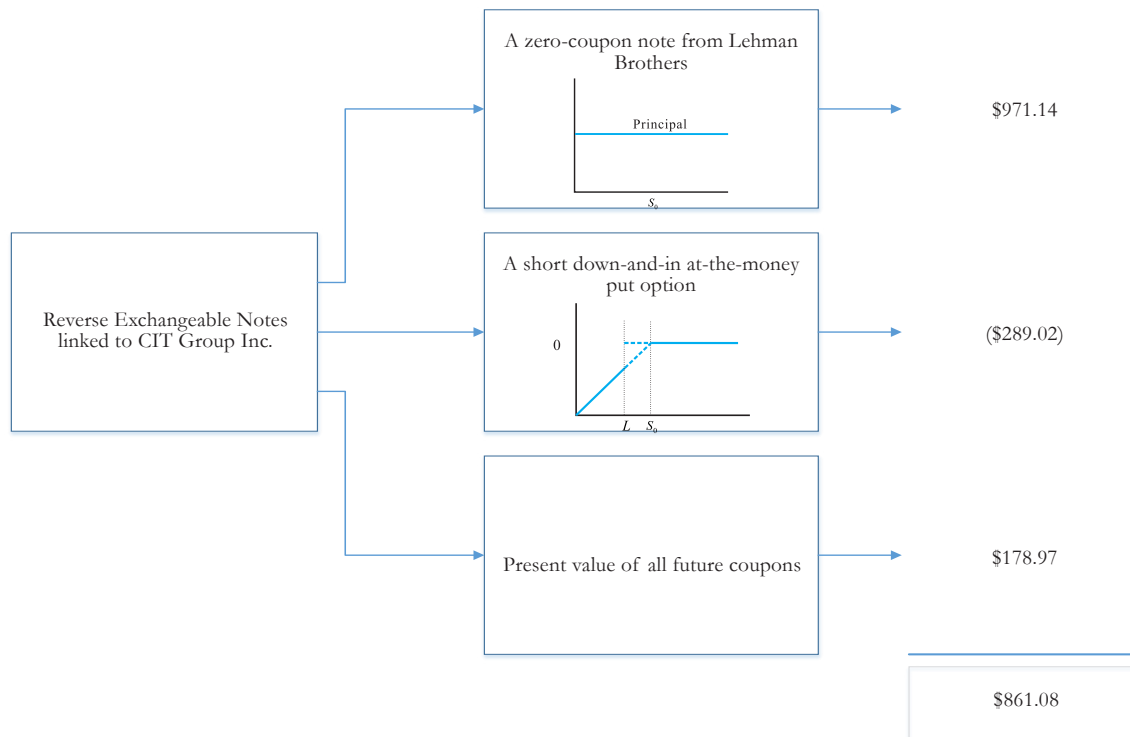 A zero-coupon note from Lehman
Brothers
Principal
S₀
$971.14
Reverse Exchangeable Notes
linked to CIT Group Inc.
A short down-and-in at-the-money
put option
0
L S₀
($289.02)
Present value of all future coupons
$178.97
$861.08